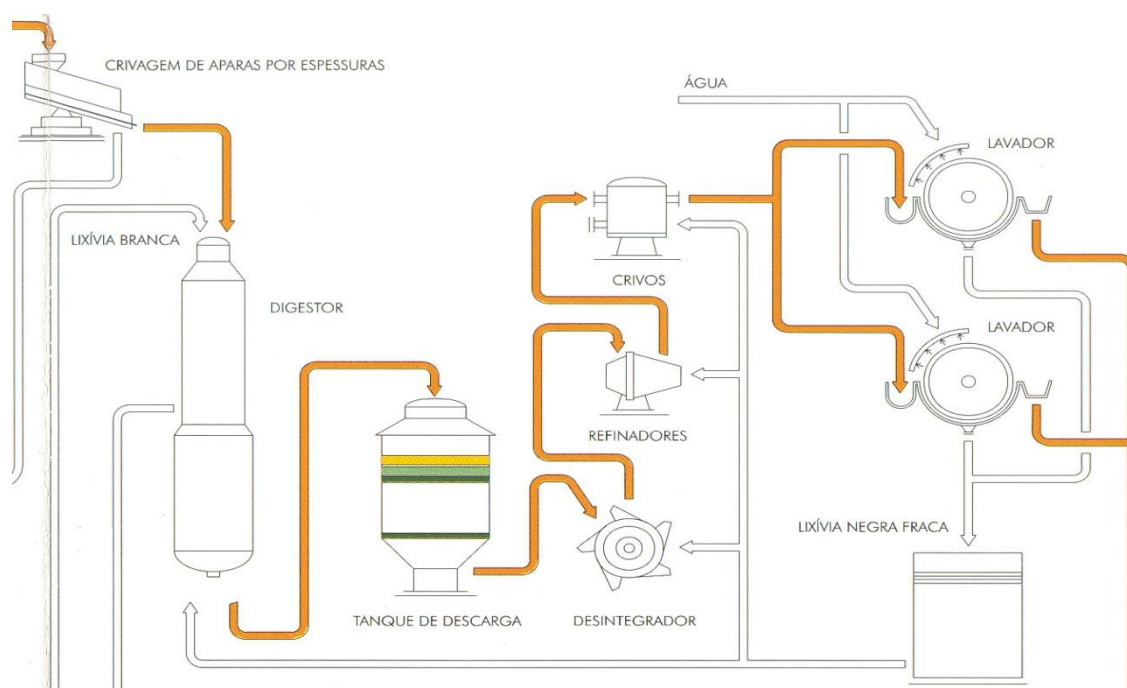 CRIVAGEM DE APARAS POR ESPESSURAS
ÁGUA
LAVADOR
LIXÍVIA BRANCA
CRIVOS
DIGESTOR
LAVADOR
REFINADORES
LIXÍVIA NEGRA FRACA
TANQUE DE DESCARGA
DESINTEGRADOR